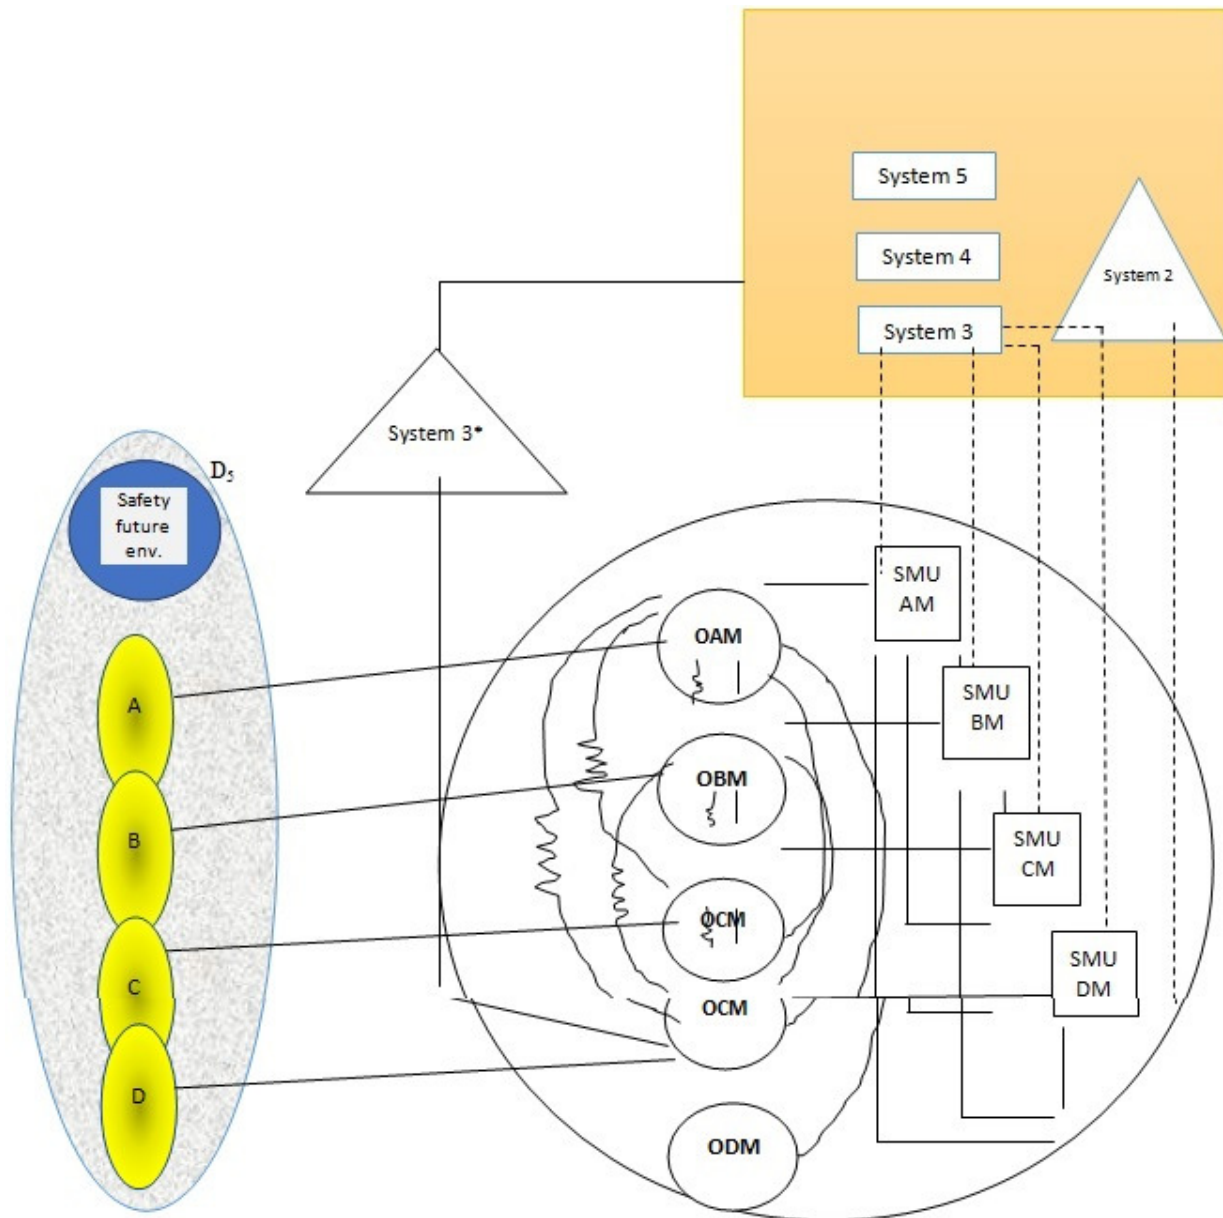 System 5
System 4
System 2
System 3
System 3*
D5
Safety
future
env.
SMU
AM
OAM
A
SMU
BM
OBM
B
SMU
CM
OCM
SMU
DM
C
OCM
D
ODM